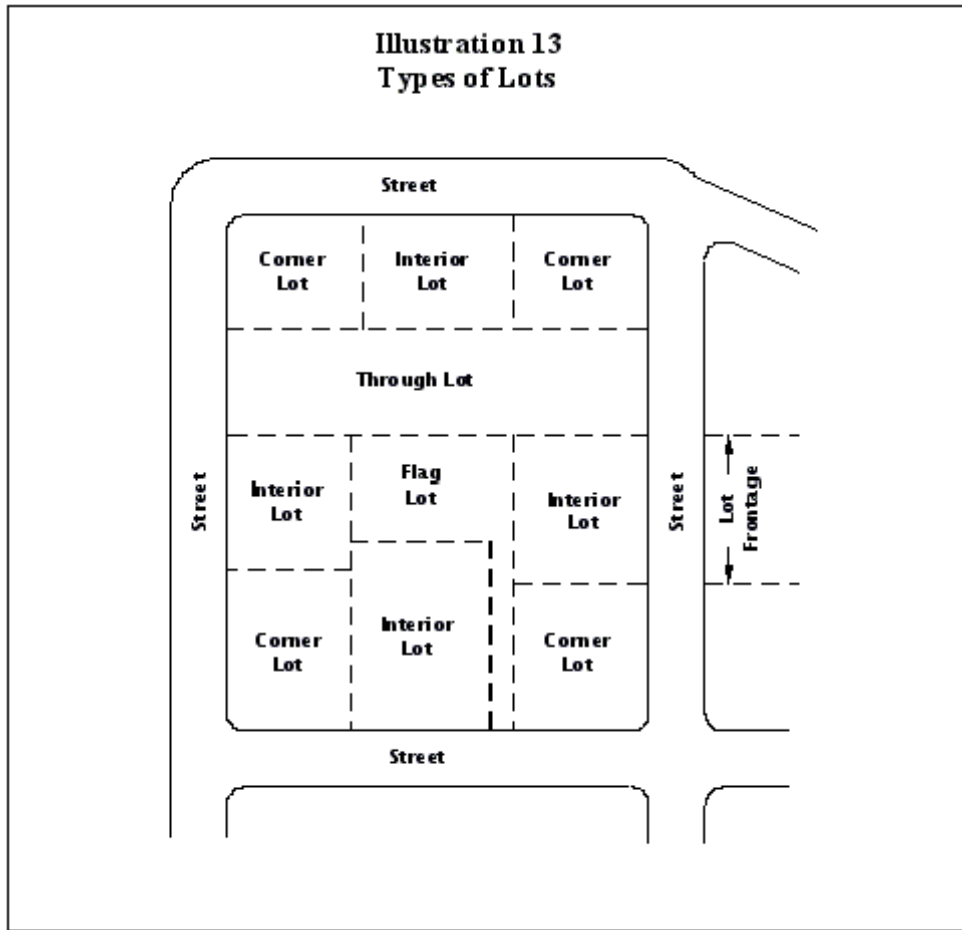 Illustration 13
Types of Lots
Street
Corner
Lot
Interior
Lot
Corner
Lot
Through Lot
Street
Interior
Lot
Flag
Lot
Interior
Lot
Street
Lot
Frontage
Corner
Lot
Interior
Lot
Corner
Lot
Street